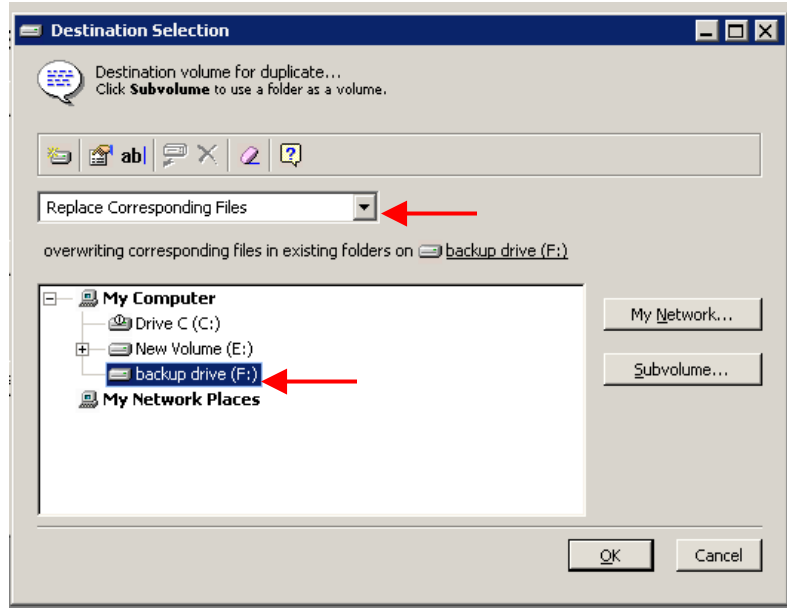 Destination Selection
Destination volume for duplicate...
Click Subvolume to use a folder as a volume.
ab|
Replace Corresponding Files
overwriting corresponding files in existing folders on backup drive (F:)
My Computer
Drive C (C:)
New Volume (E:)
backup drive (F:)
My Network Places
My Network...
Subvolume...
OK
Cancel